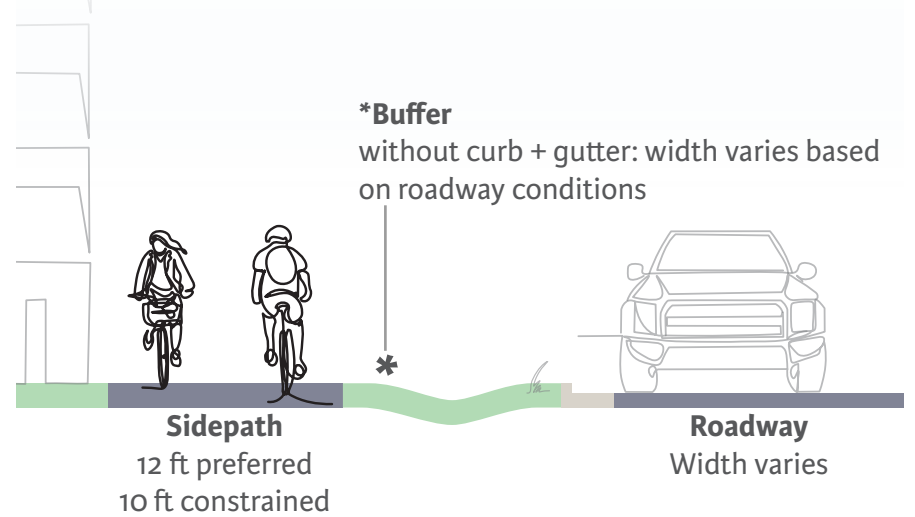 *Buffer
without curb + gutter: width varies based
on roadway conditions
*
Sidepath
12 ft preferred
10 ft constrained
Roadway
Width varies